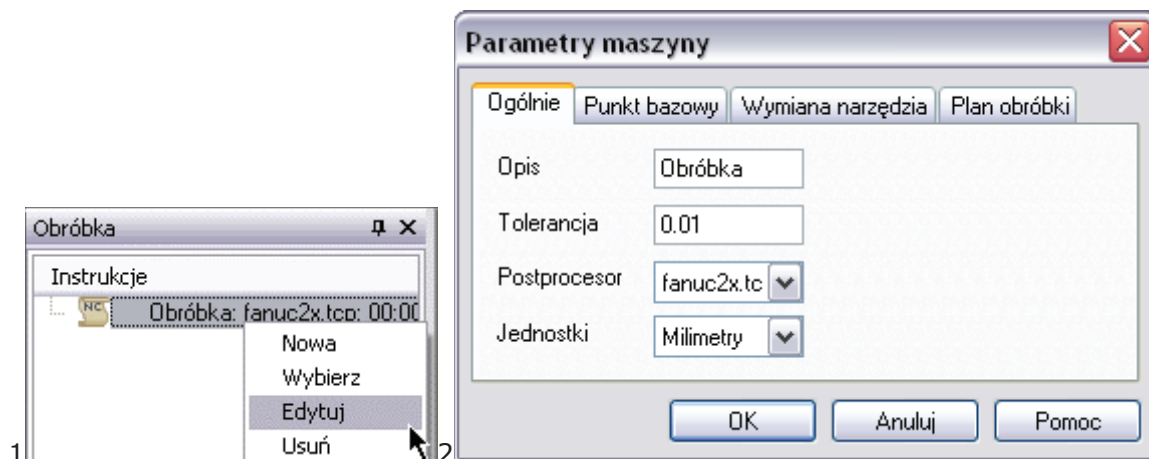 Obróbka
Instrukcje
NC
Obróbka: fanuc2x.tcp: 00:00
Nowa
Wybierz
Edytuj
Usuń
1
Parametry maszyny
Ogólnie Punkt bazowy Wymiana narzędzia Plan obróbki
Opis Obróbka
Tolerancja 0.01
Postprocesor fanuc2x.tc
Jednostki Milimetry
OK Anuluj Pomoc
2